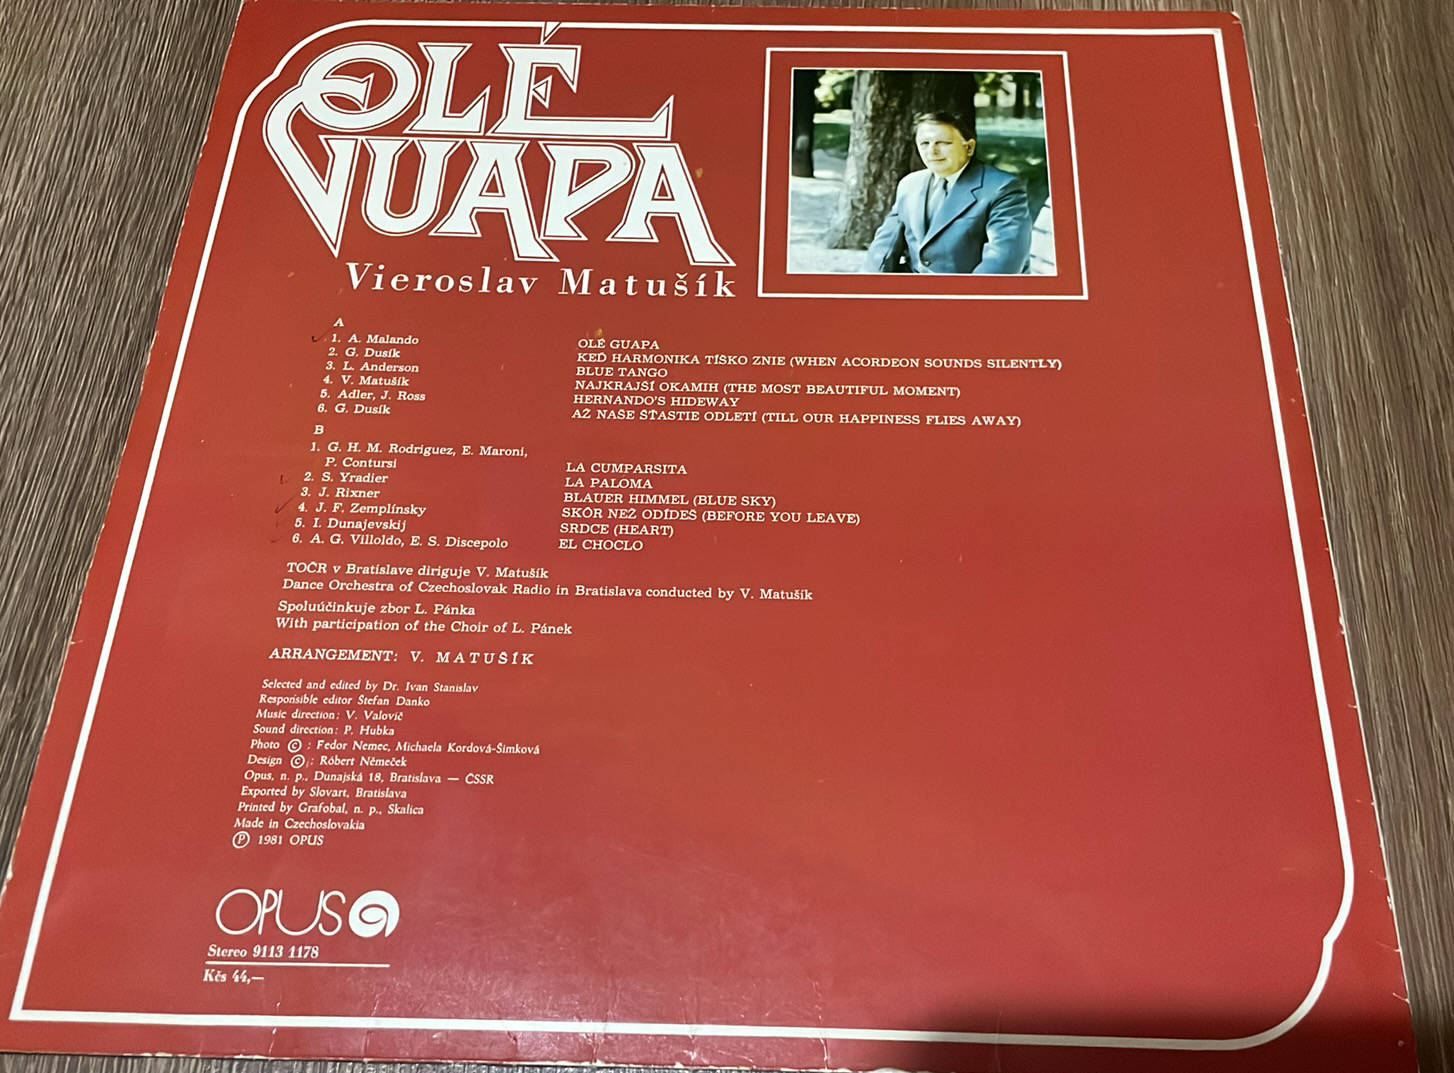 OLÉ
GUAPA
Vieroslav Matušík
A
1. A. Malando OLÉ GUAPA
2. G. Dusík KEĎ HARMONIKA TÍŠKO ZNIE (WHEN ACORDEON SOUNDS SILENTLY)
3. L. Anderson BLUE TANGO
4. V. Matušík NAJKRAJŠÍ OKAMIH (THE MOST BEAUTIFUL MOMENT)
5. Adler, J. Ross HERNANDO'S HIDEWAY
6. G. Dusík AŽ NAŠE ŠŤASTIE ODLETÍ (TILL OUR HAPPINESS FLIES AWAY)
B
1. G. H. M. Rodriguez, E. Maroni,
P. Contursi LA CUMPARSITA
2. S. Yradier LA PALOMA
3. J. Rixner BLAUER HIMMEL (BLUE SKY)
4. J. F. Zemplínsky SKÔR NEŽ ODÍDEŠ (BEFORE YOU LEAVE)
5. I. Dunajevskij SRDCE (HEART)
6. A. G. Villoldo, E. S. Discepolo EL CHOCLO
TOČR v Bratislave diriguje V. Matušík
Dance Orchestra of Czechoslovak Radio in Bratislava conducted by V. Matušík
Spoluúčinkuje zbor L. Pánka
With participation of the Choir of L. Pánek
ARRANGEMENT: V. MATUŠÍK
Selected and edited by Dr. Ivan Stanislav
Responsible editor Štefan Danko
Music direction: V. Valovič
Sound direction: P. Hubka
Photo © : Fedor Nemec, Michaela Kordová-Šimková
Design © : Róbert Němeček
Opus, n. p., Dunajská 18, Bratislava — ČSSR
Exported by Slovart, Bratislava
Printed by Grafobal, n. p., Skalica
Made in Czechoslovakia
℗ 1981 OPUS
OPUS
Stereo 9113 1178
Kčs 44,—